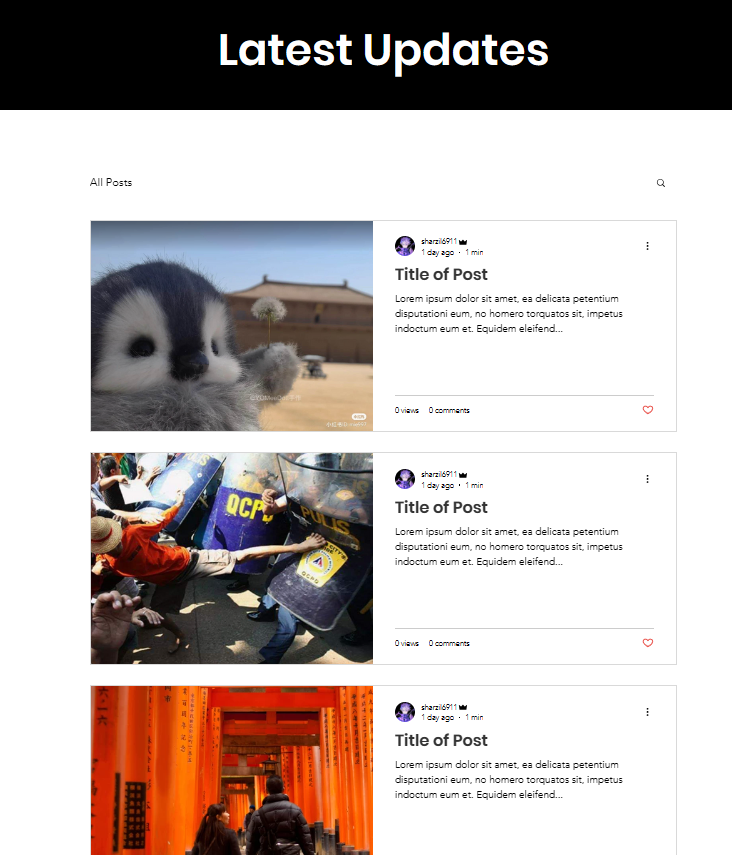 Latest Updates
All Posts
sharzil6911
1 day ago · 1 min
Title of Post
Lorem ipsum dolor sit amet, ea delicata petentium
disputationi eum, no homero torquatos sit, impetus
indoctum eum et. Equidem eleifend...
0 views 0 comments
sharzil6911
1 day ago · 1 min
Title of Post
Lorem ipsum dolor sit amet, ea delicata petentium
disputationi eum, no homero torquatos sit, impetus
indoctum eum et. Equidem eleifend...
0 views 0 comments
QCPD
POLIS
sharzil6911
1 day ago · 1 min
Title of Post
Lorem ipsum dolor sit amet, ea delicata petentium
disputationi eum, no homero torquatos sit, impetus
indoctum eum et. Equidem eleifend...